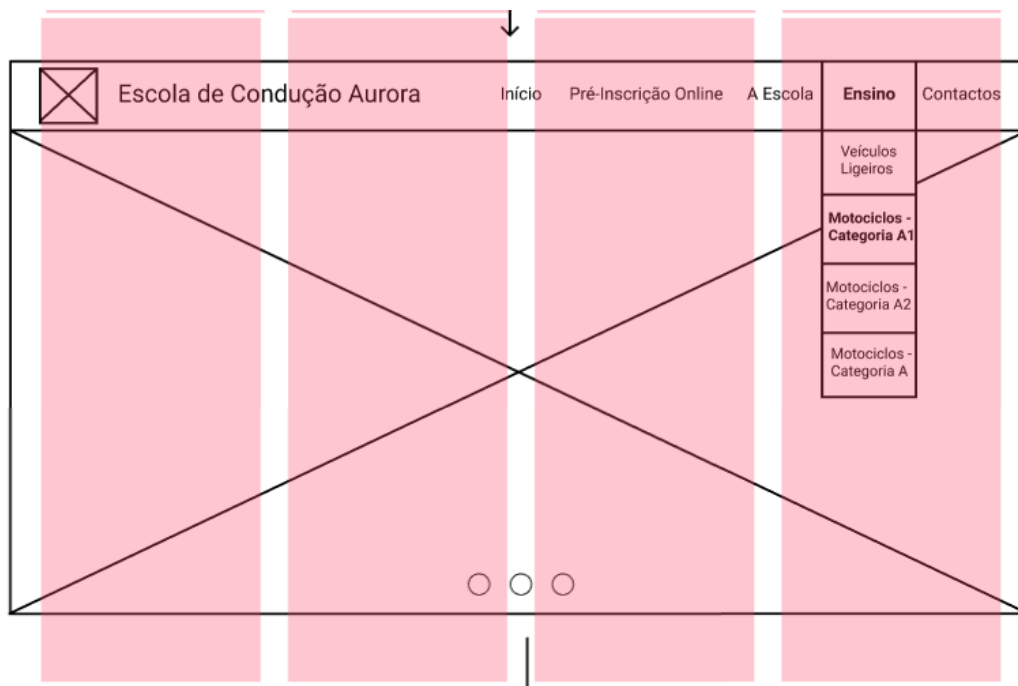 Escola de Condução Aurora
Início
Pré-Inscrição Online
A Escola
Ensino
Contactos
Veículos
Ligeiros
Motociclos -
Categoria A1
Motociclos -
Categoria A2
Motociclos -
Categoria A